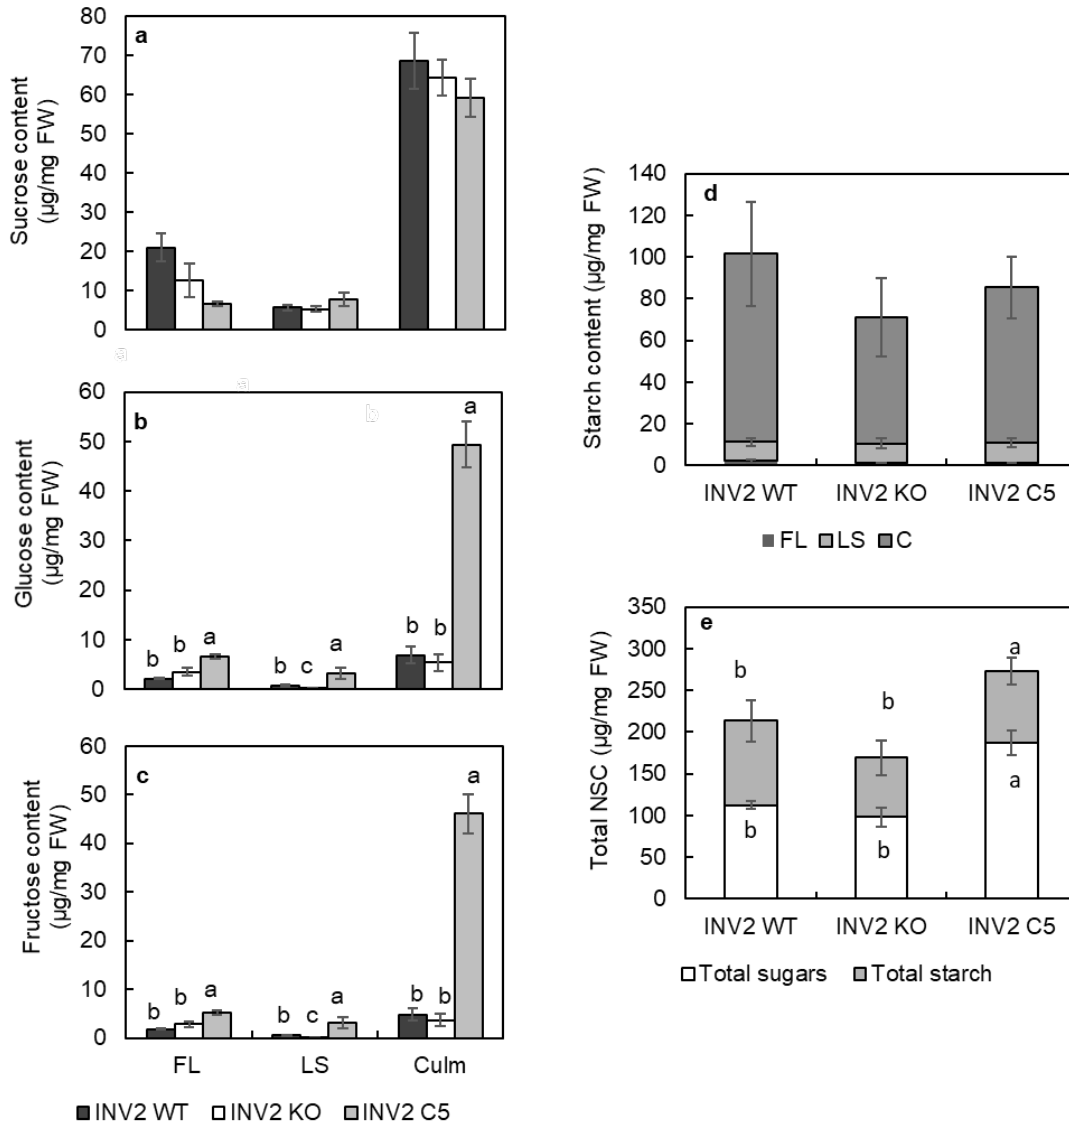 a
Sucrose content
(µg/mg FW)
80
70
60
50
40
30
20
10
0
a
a
b
b
Glucose content
(µg/mg FW)
60
50
40
30
20
10
0
b
b
a
b
c
a
b
b
a
c
Fructose content
(µg/mg FW)
60
50
40
30
20
10
0
b
b
a
b
c
a
b
b
a
FL
LS
Culm
INV2 WT
INV2 KO
INV2 C5
d
Starch content (µg/mg FW)
140
120
100
80
60
40
20
0
INV2 WT
INV2 KO
INV2 C5
FL
LS
C
e
Total NSC (µg/mg FW)
350
300
250
200
150
100
50
0
b
b
a
b
b
a
INV2 WT
INV2 KO
INV2 C5
Total sugars
Total starch